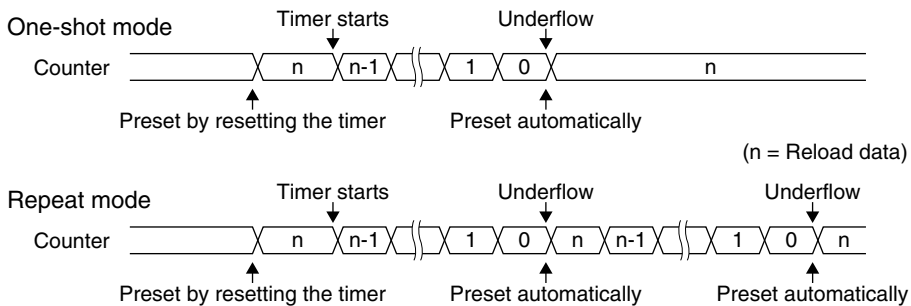 Timer starts Underflow
One-shot mode
Counter n n-1 1 0 n
Preset by resetting the timer Preset automatically
(n = Reload data)
Timer starts Underflow Underflow
Repeat mode
Counter n n-1 1 0 n n-1 1 0 n
Preset by resetting the timer Preset automatically Preset automatically